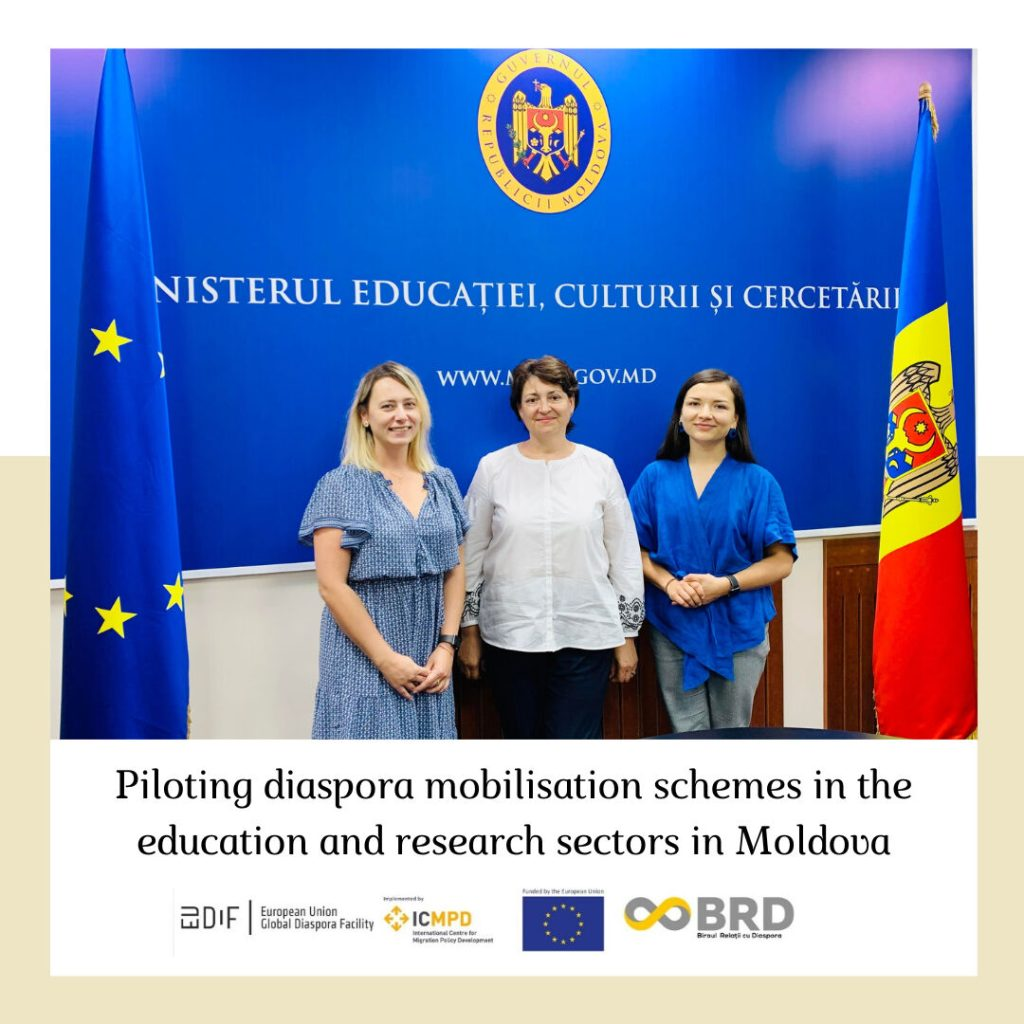 GUVERNUL
REPUBLICII MOLDOVA
NISTERUL EDUCAȚIEI, CULTURII ȘI CERCETĂRII
GOV.MD
Piloting diaspora mobilisation schemes in the
education and research sectors in Moldova
EUDiF
European Union
Global Diaspora Facility
Implemented by
ICMPD
International Centre for
Migration Policy Development
Funded by the European Union
BRD
Biroul Relații cu Diaspora